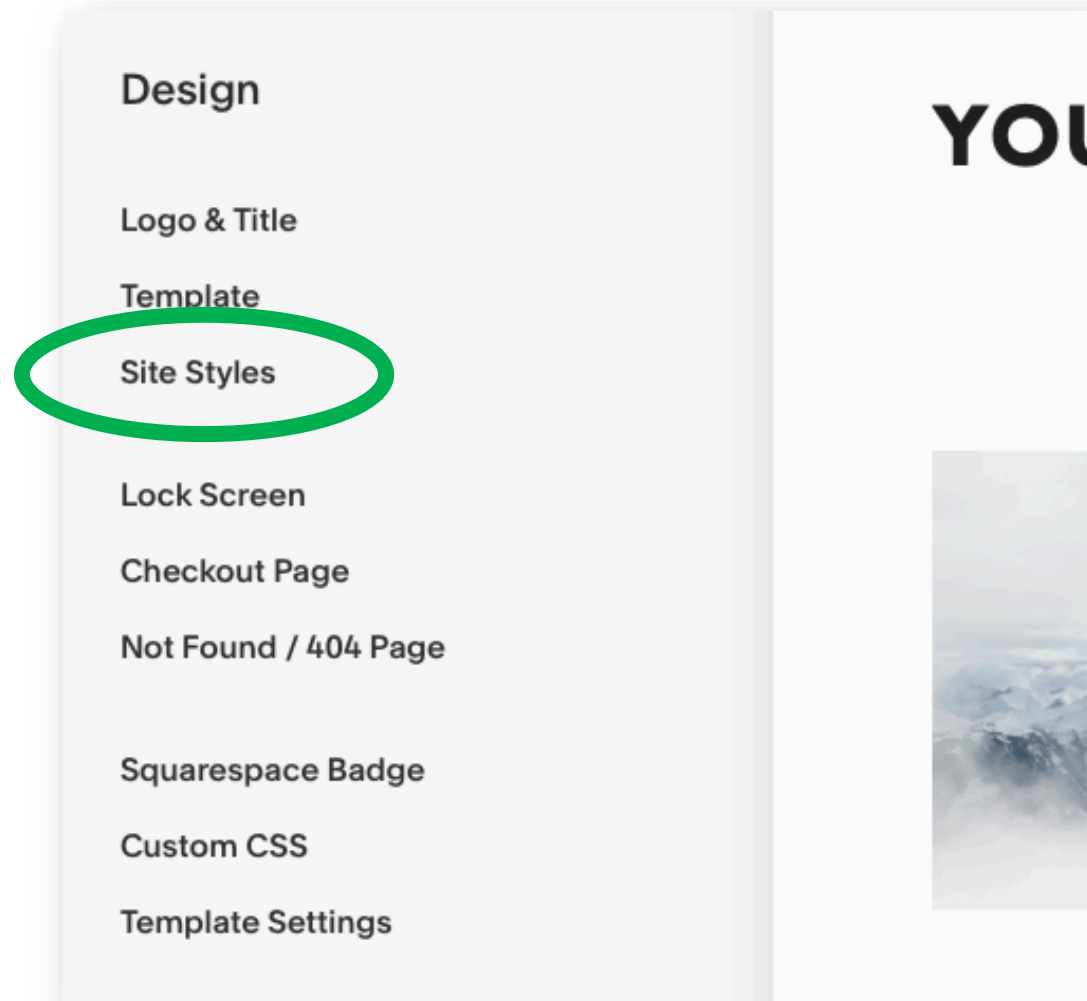 Design
Logo & Title
Template
Site Styles
Lock Screen
Checkout Page
Not Found / 404 Page
Squarespace Badge
Custom CSS
Template Settings
YOU